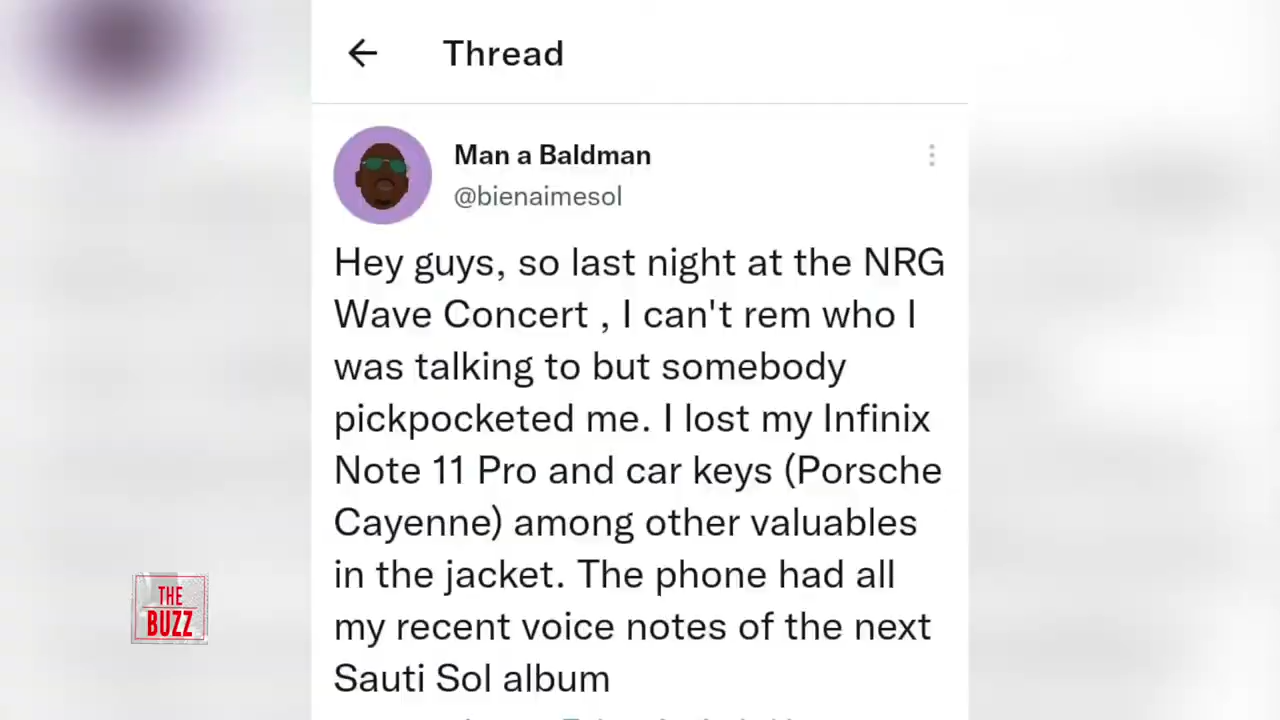 Thread
Man a Baldman
@bienaimesol
Hey guys, so last night at the NRG
Wave Concert , I can't rem who I
was talking to but somebody
pickpocketed me. I lost my Infinix
Note 11 Pro and car keys (Porsche
Cayenne) among other valuables
in the jacket. The phone had all
my recent voice notes of the next
Sauti Sol album
THE
BUZZ